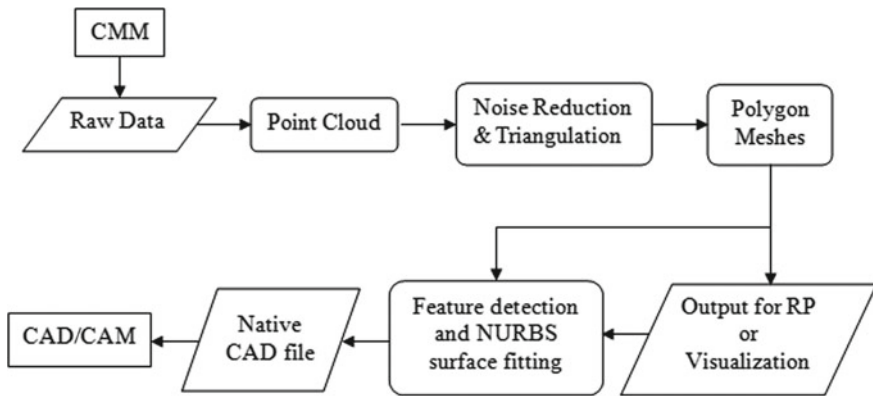 CMM
Raw Data
Point Cloud
Noise Reduction
& Triangulation
Polygon
Meshes
CAD/CAM
Native
CAD file
Feature detection
and NURBS
surface fitting
Output for RP
or
Visualization